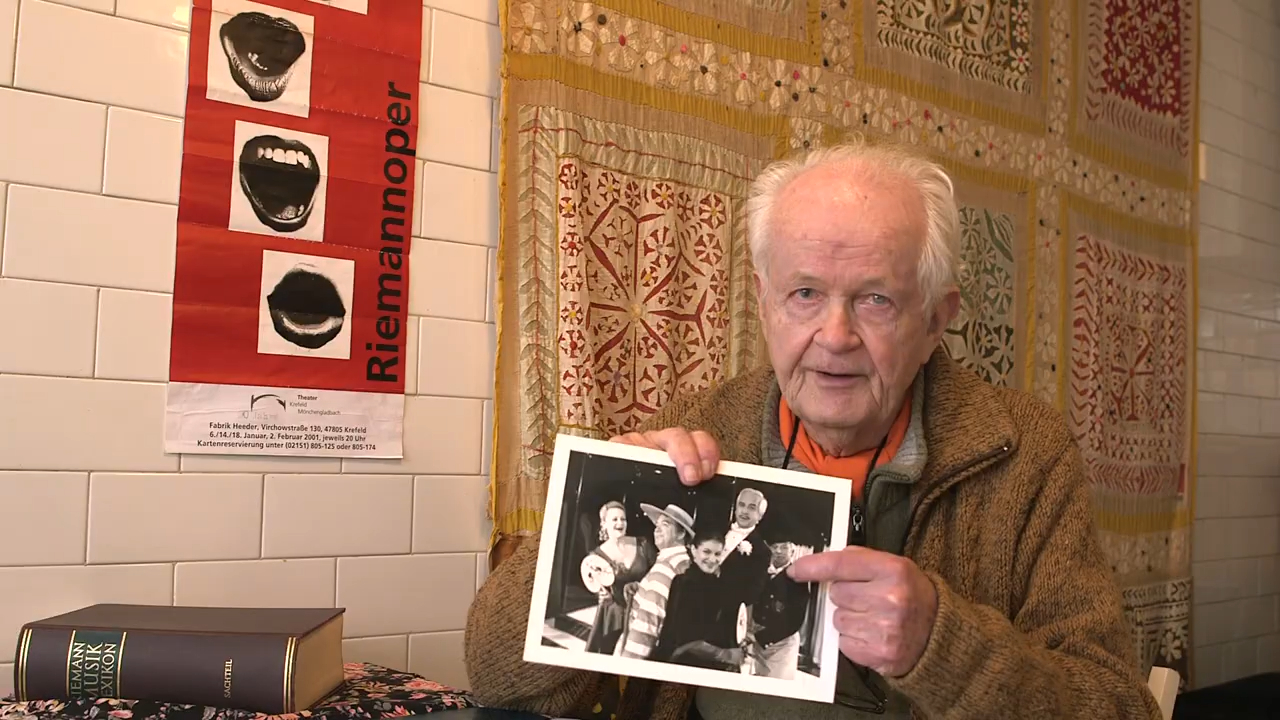 Riemannoper
Theater
Krefeld
Mönchengladbach
Fabrik Heeder, Virchowstraße 130, 47805 Krefeld
6./14./18. Januar, 2. Februar 2001, jeweils 20 Uhr
Kartenreservierung unter (02151) 805-125 oder 805-174
RIEMANN
MUSIK
LEXIKON
SACHTEIL